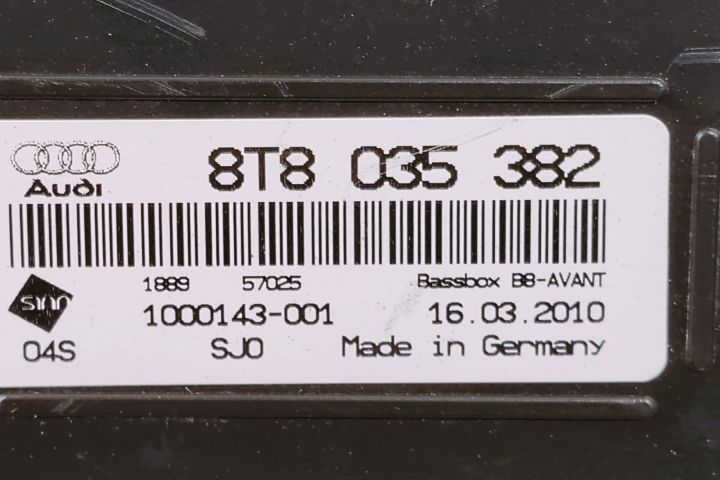 Audi
8T8 035 382
1889 57025 Bassbox B8-AVANT
1000143-001 16.03.2010
04S SJ0 Made in Germany